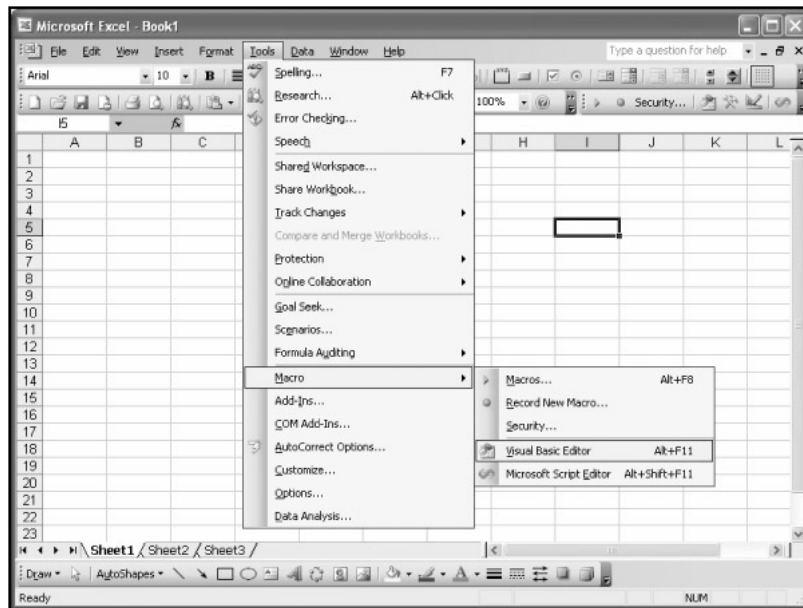 Microsoft Excel - Book1
File Edit View Insert Format Tools Data Window Help Type a question for help
Arial 10 B
100% Security...
I5 fx
A B C H I J K L
1
2
3
4
5
6
7
8
9
10
11
12
13
14
15
16
17
18
19
20
21
22
23
Spelling... F7
Research... Alt+Click
Error Checking...
Speech
Shared Workspace...
Share Workbook...
Track Changes
Compare and Merge Workbooks...
Protection
Online Collaboration
Goal Seek...
Scenarios...
Formula Auditing
Macro
Add-Ins...
COM Add-Ins...
AutoCorrect Options...
Customize...
Options...
Data Analysis...
Macros... Alt+F8
Record New Macro...
Security...
Visual Basic Editor Alt+F11
Microsoft Script Editor Alt+Shift+F11
Sheet1 / Sheet2 / Sheet3 /
Draw AutoShapes A
Ready NUM